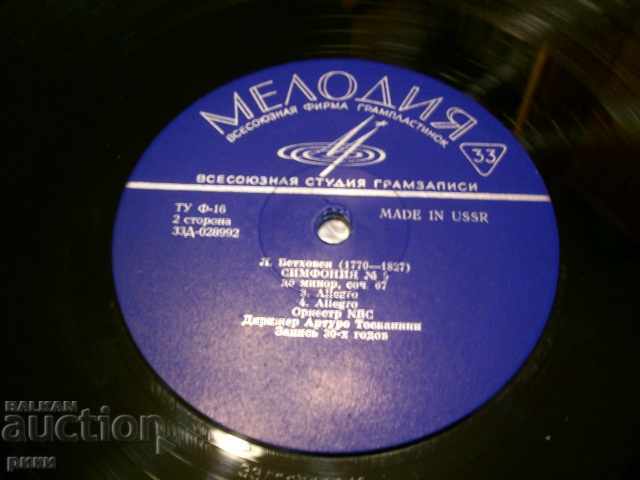 МЕЛОДИЯ
ВСЕСОЮЗНАЯ ФИРМА ГРАМПЛАСТИНОК
33
ВСЕСОЮЗНАЯ СТУДИЯ ГРАМЗАПИСИ
ТУ Ф-16
2 сторона
33Д-028992
MADE IN USSR
Л. Бетховен (1770—1827)
СИМФОНИЯ № 5
до минор, соч. 67
3. Allegro
4. Allegro
Оркестр NBC
Дирижер Артуро Тосканини
Запись 30-х годов
BALKAN
auction